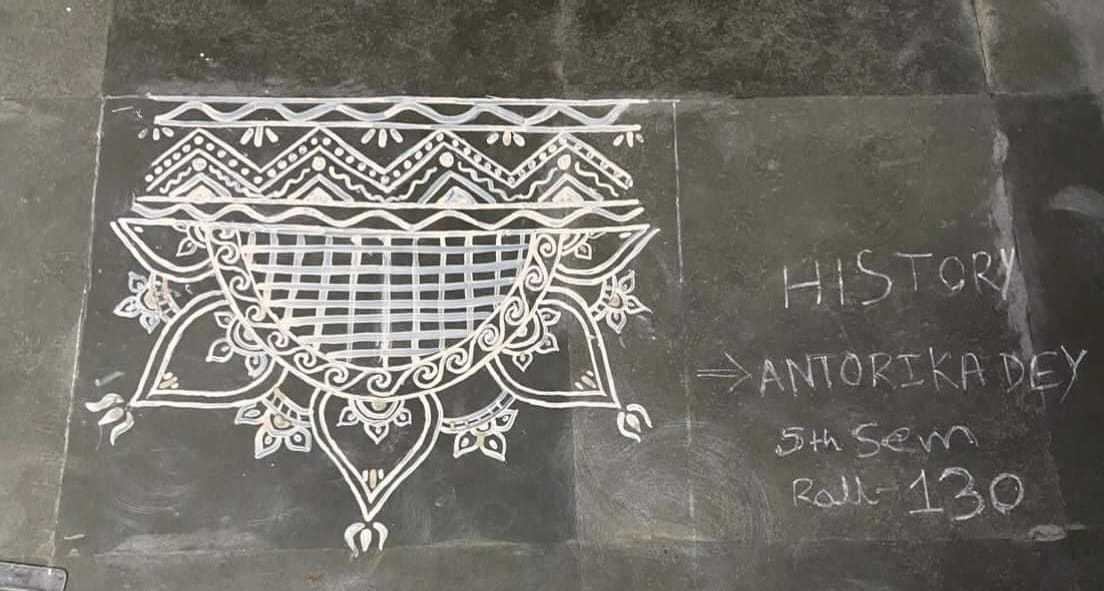 HISTORY
⇒ ANTORIKA DEY
5th Sem
Roll-130